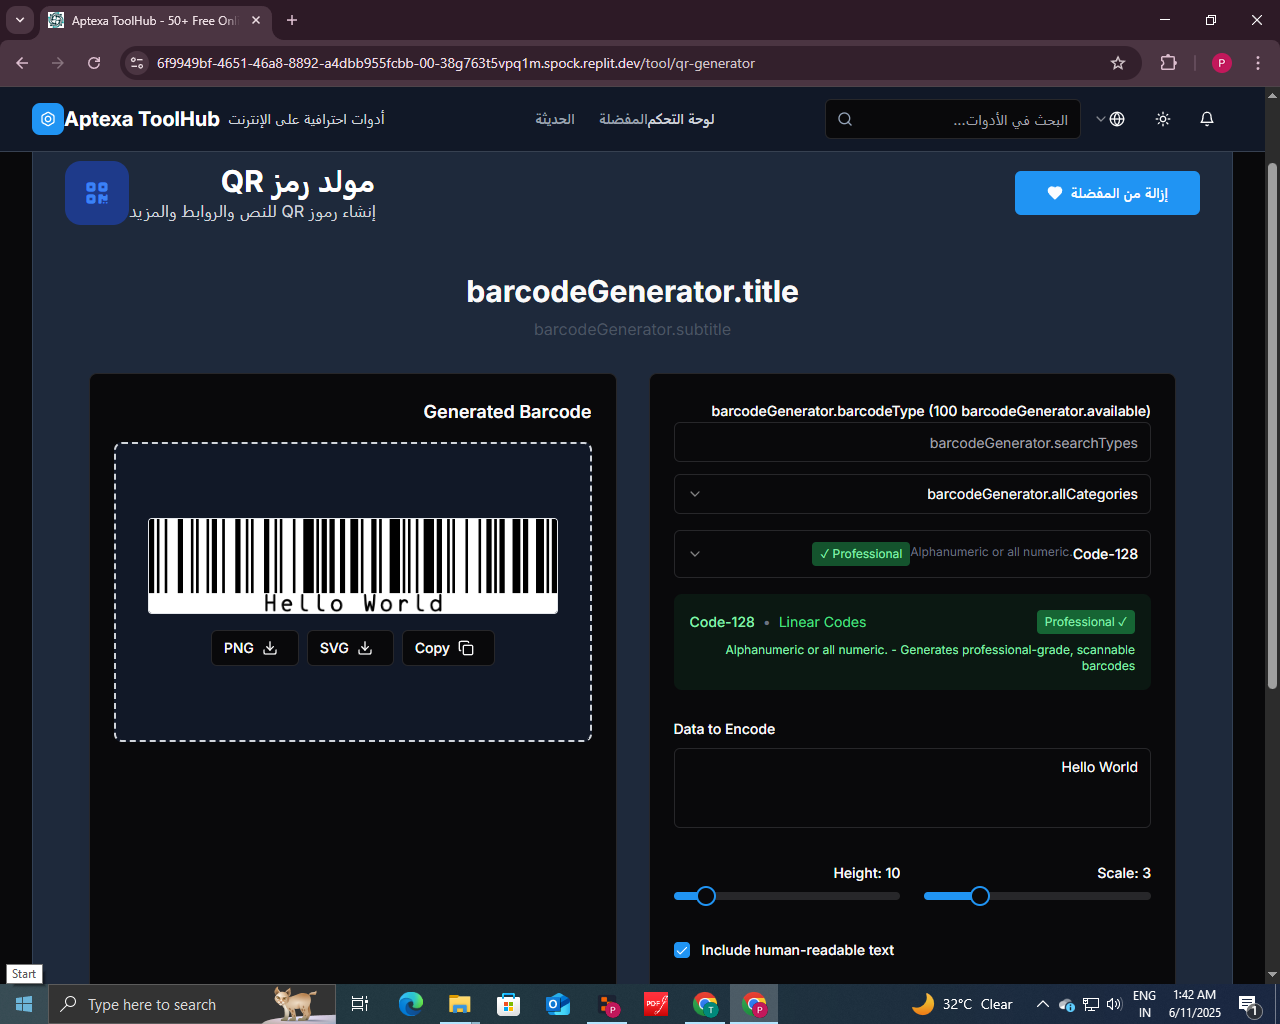 Aptexa ToolHub - 50+ Free Onl
6f9949bf-4651-46a8-8892-a4dbb955fcbb-00-38g763t5vpq1m.spock.replit.dev/tool/qr-generator
P
Aptexa ToolHub
أدوات احترافية على الإنترنت
لوحة التحكم
المفضلة
الحديثة
البحث في الأدوات...
مولد رمز QR
إنشاء رموز QR للنص والروابط والمزيد
إزالة من المفضلة
barcodeGenerator.title
barcodeGenerator.subtitle
Generated Barcode
Hello World
PNG
SVG
Copy
barcodeGenerator.barcodeType (100 barcodeGenerator.available)
barcodeGenerator.searchTypes
barcodeGenerator.allCategories
✓ Professional Alphanumeric or all numeric. Code-128
Code-128 • Linear Codes
Professional ✓
Alphanumeric or all numeric. - Generates professional-grade, scannable
barcodes
Data to Encode
Hello World
Height: 10
Scale: 3
Include human-readable text
Start
Type here to search
P
PDF
T
P
32°C Clear
ENG
IN
1:42 AM
6/11/2025
1